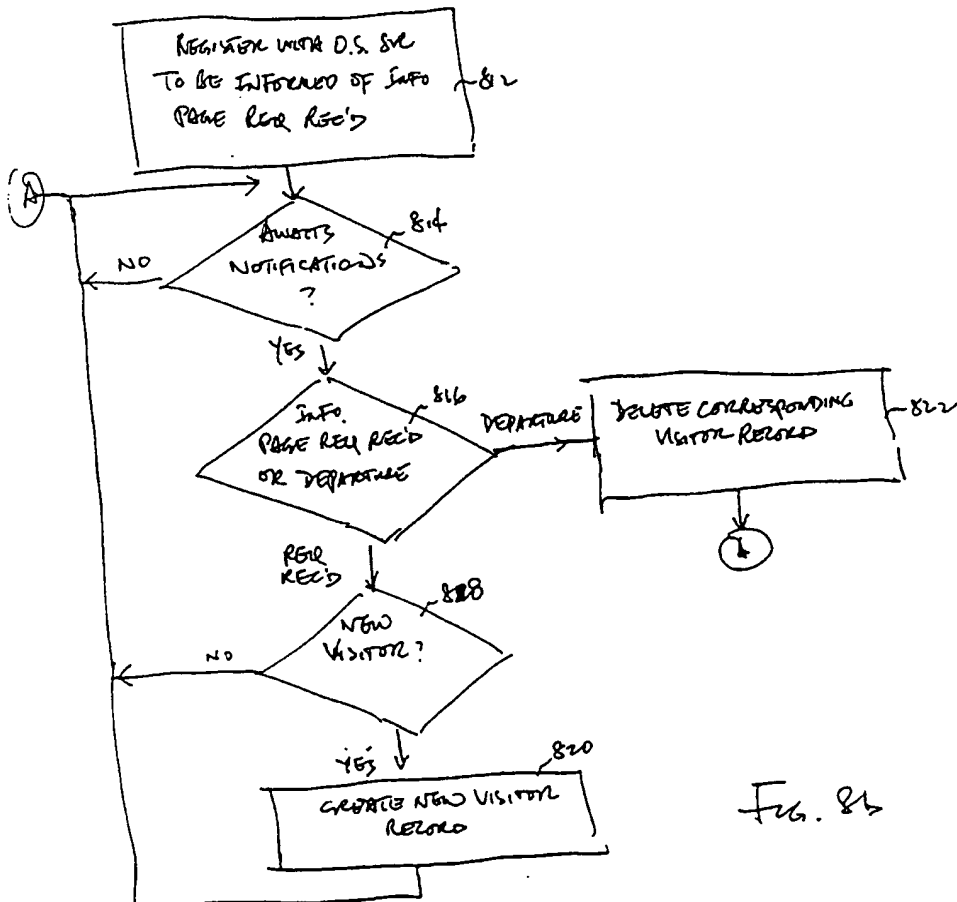 REGISTER WITH O.S. SVR
TO BE INFORMED OF INFO
PAGE REQ REC'D
812
A
AWAITS
NOTIFICATIONS
?
814
NO
YES
INFO.
PAGE REQ REC'D
OR DEPARTURE
816
DEPARTURE
DELETE CORRESPONDING
VISITOR RECORD
822
A
REQ
REC'D
NEW
VISITOR?
818
NO
YES
820
CREATE NEW VISITOR
RECORD
FIG. 8b